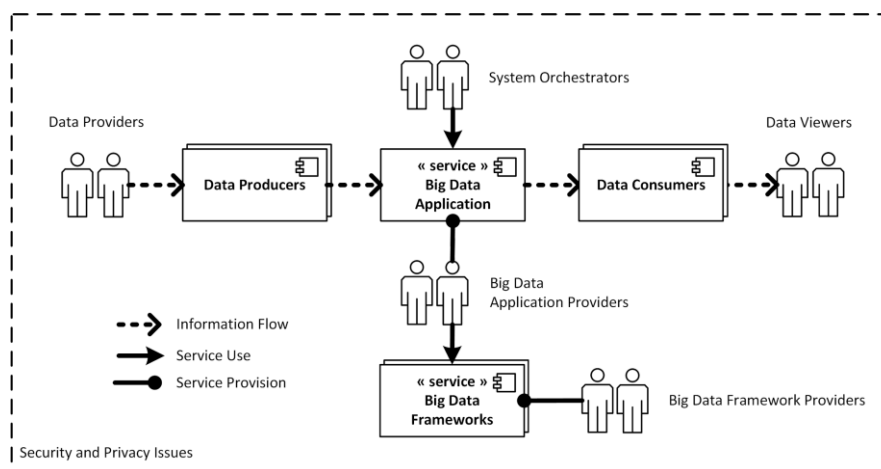 System Orchestrators
Data Providers
Data Viewers
Data Producers
« service »
Big Data
Application
Data Consumers
Big Data
Application Providers
Information Flow
Service Use
Service Provision
« service »
Big Data
Frameworks
Big Data Framework Providers
Security and Privacy Issues